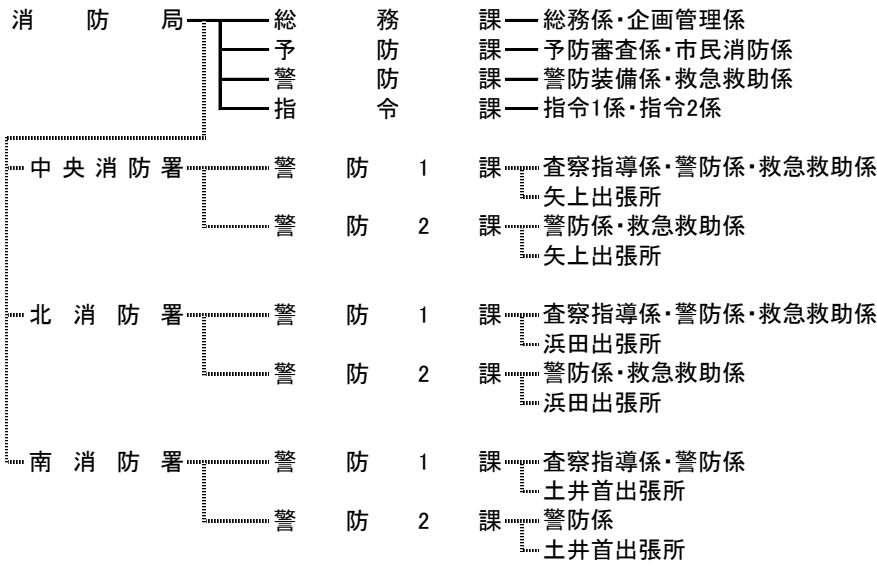 消防局 総務課 総務係・企画管理係
予防課 予防審査係・市民消防係
警防課 警防装備係・救急救助係
指令課 指令1係・指令2係
中央消防署 警防1課 査察指導係・警防係・救急救助係
矢上出張所
警防2課 警防係・救急救助係
矢上出張所
北消防署 警防1課 査察指導係・警防係・救急救助係
浜田出張所
警防2課 警防係・救急救助係
浜田出張所
南消防署 警防1課 査察指導係・警防係
土井首出張所
警防2課 警防係
土井首出張所